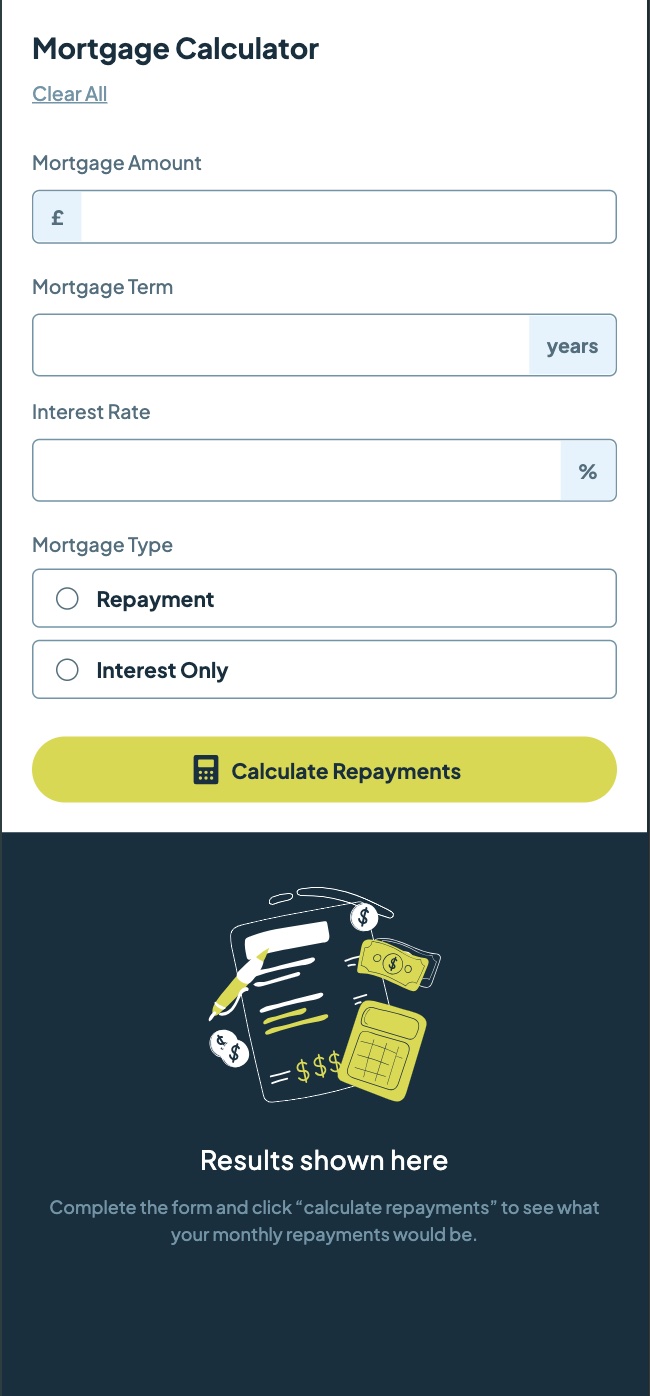 Mortgage Calculator
Clear All
Mortgage Amount
£
Mortgage Term
years
Interest Rate
%
Mortgage Type
Repayment
Interest Only
Calculate Repayments
$
$
$
$
$$$
Results shown here
Complete the form and click “calculate repayments” to see what
your monthly repayments would be.